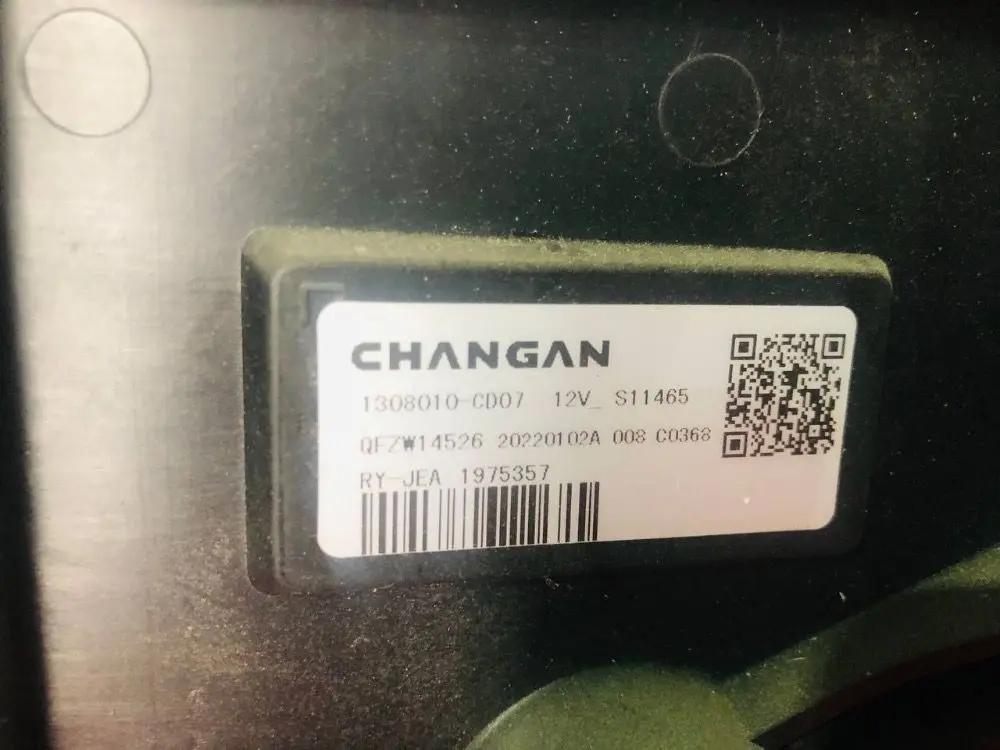 CHANGAN
1308010-CD07 12V_ S11465
QFZW14526 20220102A 008 C0368
RY-JEA 1975357